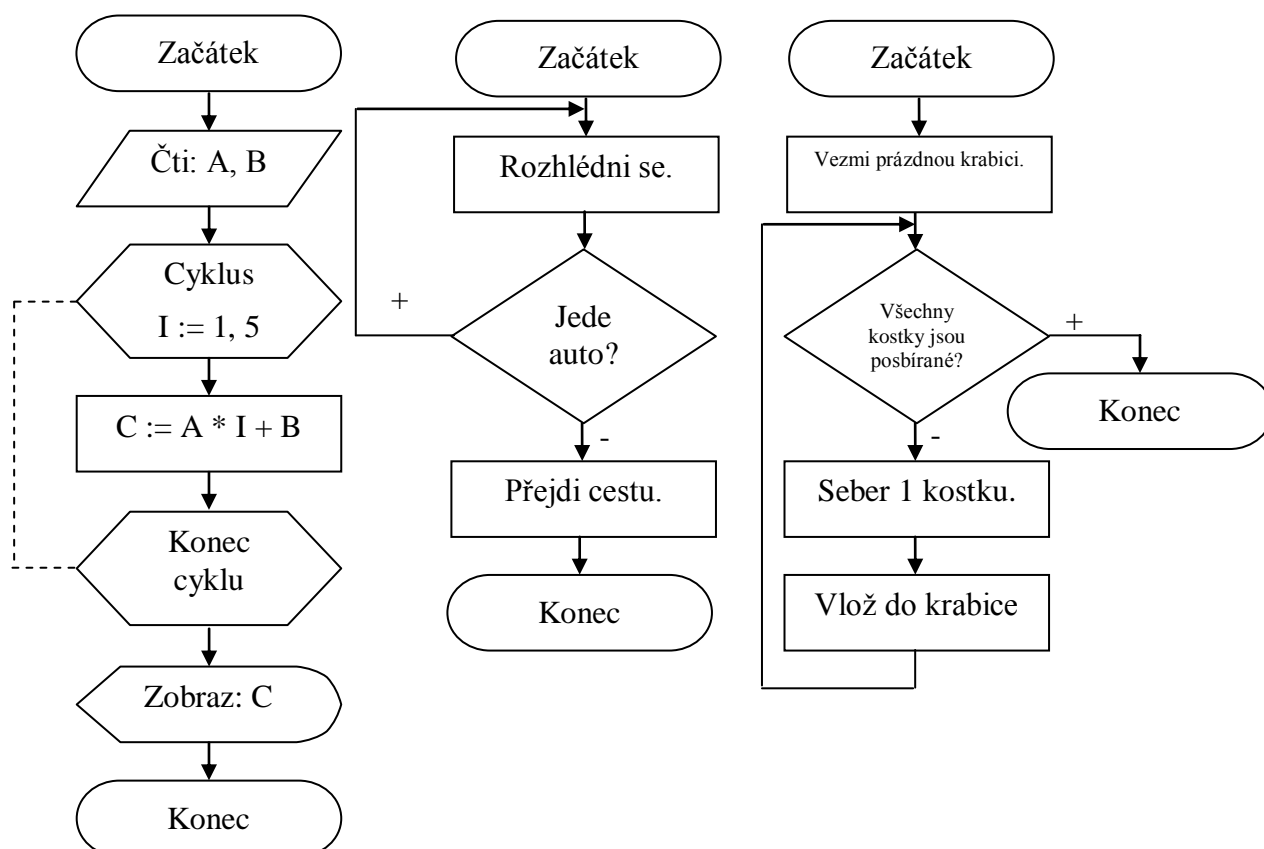 Začátek
Čti: A, B
Cyklus
I := 1, 5
C := A * I + B
Konec
cyklu
Zobraz: C
Konec
Začátek
Rozhlédni se.
Jede
auto?
+
-
Přejdi cestu.
Konec
Začátek
Vezmi prázdnou krabici.
Všechny
kostky jsou
posbírané?
+
Konec
-
Seber 1 kostku.
Vlož do krabice